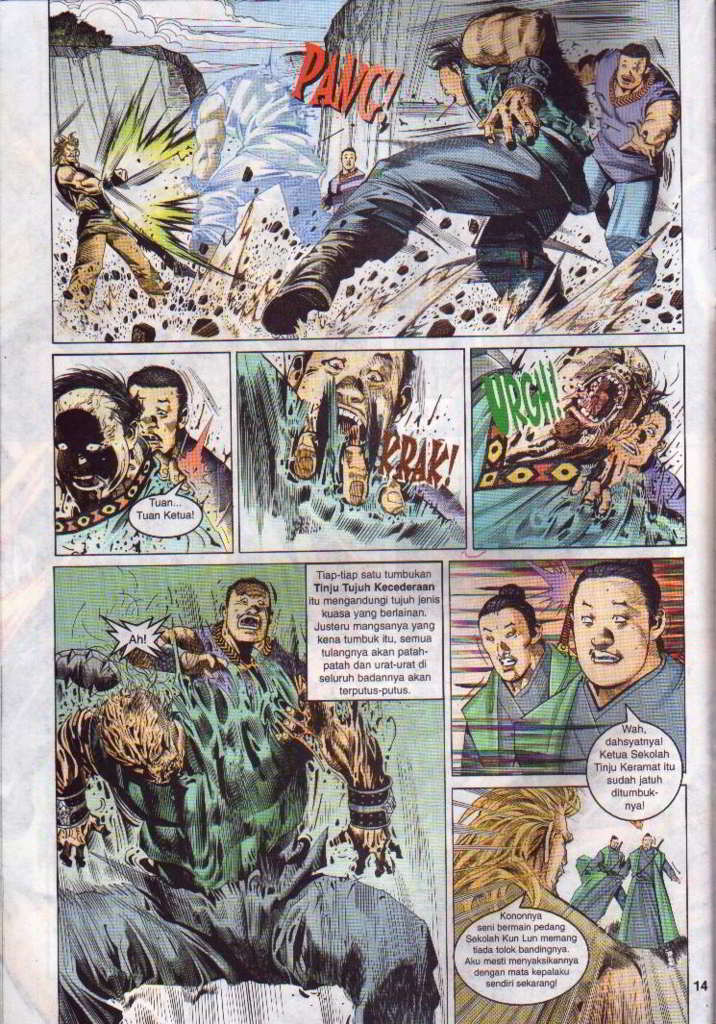 PANG!
Tuan...
Tuan Ketua!
KRAK!
URGH!
Ah!
Tiap-tiap satu tumbukan
Tinju Tujuh Kecederaan
itu mengandungi tujuh jenis
kuasa yang berlainan.
Justeru mangsanya yang
kena tumbuk itu, semua
tulangnya akan patah-
patah dan urat-urat di
seluruh badannya akan
terputus-putus.
Wah,
dahsyatnya!
Ketua Sekolah
Tinju Keramat itu
sudah jatuh
ditumbuk-
nya!
Kononnya
seni bermain pedang
Sekolah Kun Lun memang
tiada tolok bandingnya.
Aku mesti menyaksikannya
dengan mata kepalaku
sendiri sekarang!
14